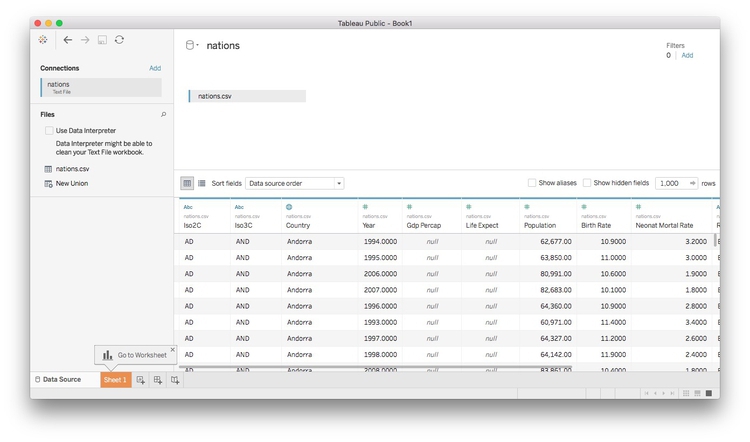 Tableau Public - Book1
Connections Add
nations
Text File
Files
Use Data Interpreter
Data Interpreter might be able to
clean your Text File workbook.
nations.csv
New Union
nations
Filters
0 Add
nations.csv
Sort fields Data source order Show aliases Show hidden fields 1,000 rows
Abc Abc # # # # # #
nations.csv nations.csv nations.csv nations.csv nations.csv nations.csv nations.csv nations.csv nations.csv
Iso2C Iso3C Country Year Gdp Percap Life Expect Population Birth Rate Neonat Mortal Rate
AD AND Andorra 1994.0000 null null 62,677.00 10.9000 3.2000
AD AND Andorra 1995.0000 null null 63,850.00 11.0000 3.0000
AD AND Andorra 2006.0000 null null 80,991.00 10.6000 1.9000
AD AND Andorra 2007.0000 null null 82,683.00 10.1000 1.8000
AD AND Andorra 1996.0000 null null 64,360.00 10.9000 2.8000
AD AND Andorra 1993.0000 null null 60,971.00 11.4000 3.4000
AD AND Andorra 1997.0000 null null 64,327.00 11.2000 2.6000
AD AND Andorra 1998.0000 null null 64,142.00 11.9000 2.4000
AD AND Andorra 2008.0000 null null 83,861.00 10.4000 1.8000
Go to Worksheet
Data Source Sheet 1